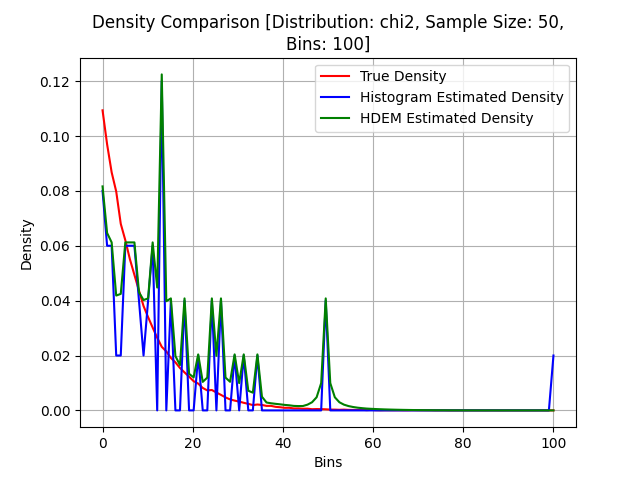 Density Comparison [Distribution: chi2, Sample Size: 50,
Bins: 100]
True Density
Histogram Estimated Density
HDEM Estimated Density
Density
0.12
0.10
0.08
0.06
0.04
0.02
0.00
0 20 40 60 80 100
Bins